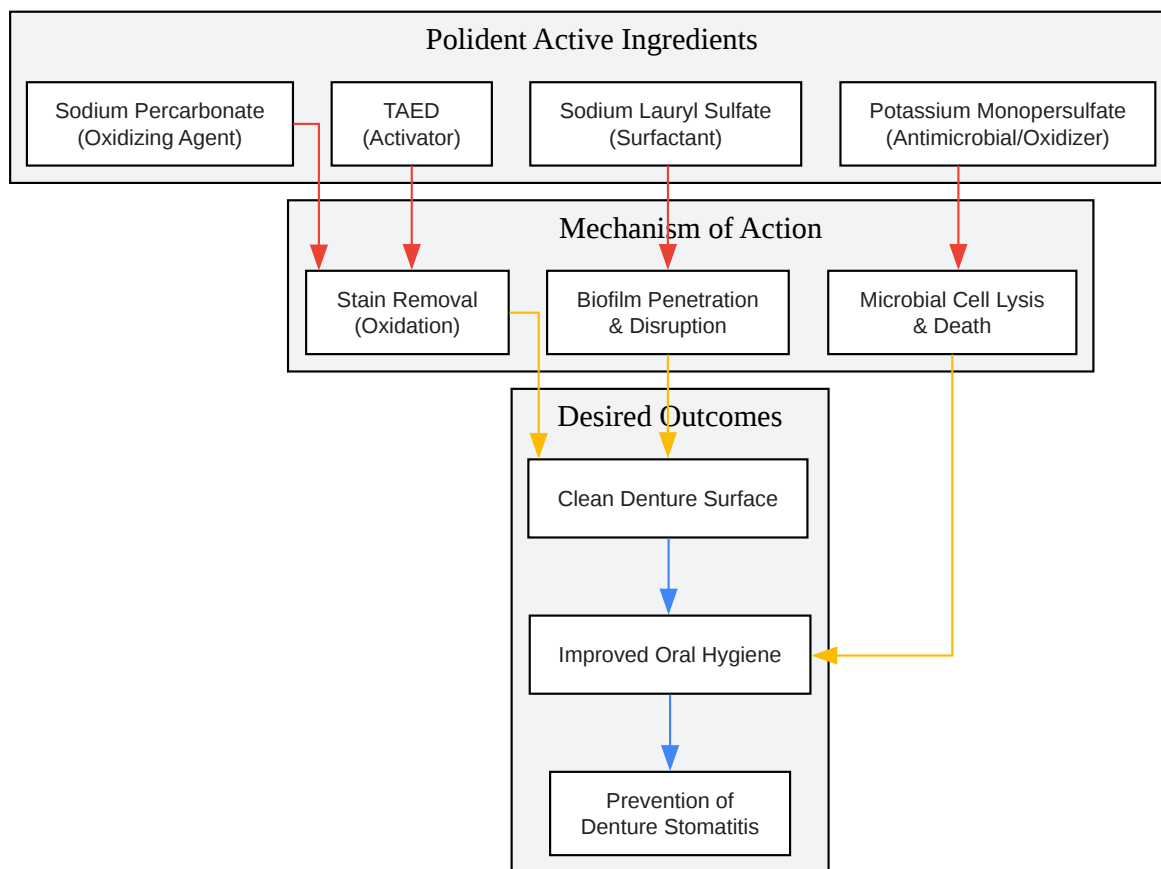 Polident Active Ingredients
Sodium Percarbonate
(Oxidizing Agent)
TAED
(Activator)
Sodium Lauryl Sulfate
(Surfactant)
Potassium Monopersulfate
(Antimicrobial/Oxidizer)
Mechanism of Action
Stain Removal
(Oxidation)
Biofilm Penetration
& Disruption
Microbial Cell Lysis
& Death
Desired Outcomes
Clean Denture Surface
Improved Oral Hygiene
Prevention of
Denture Stomatitis